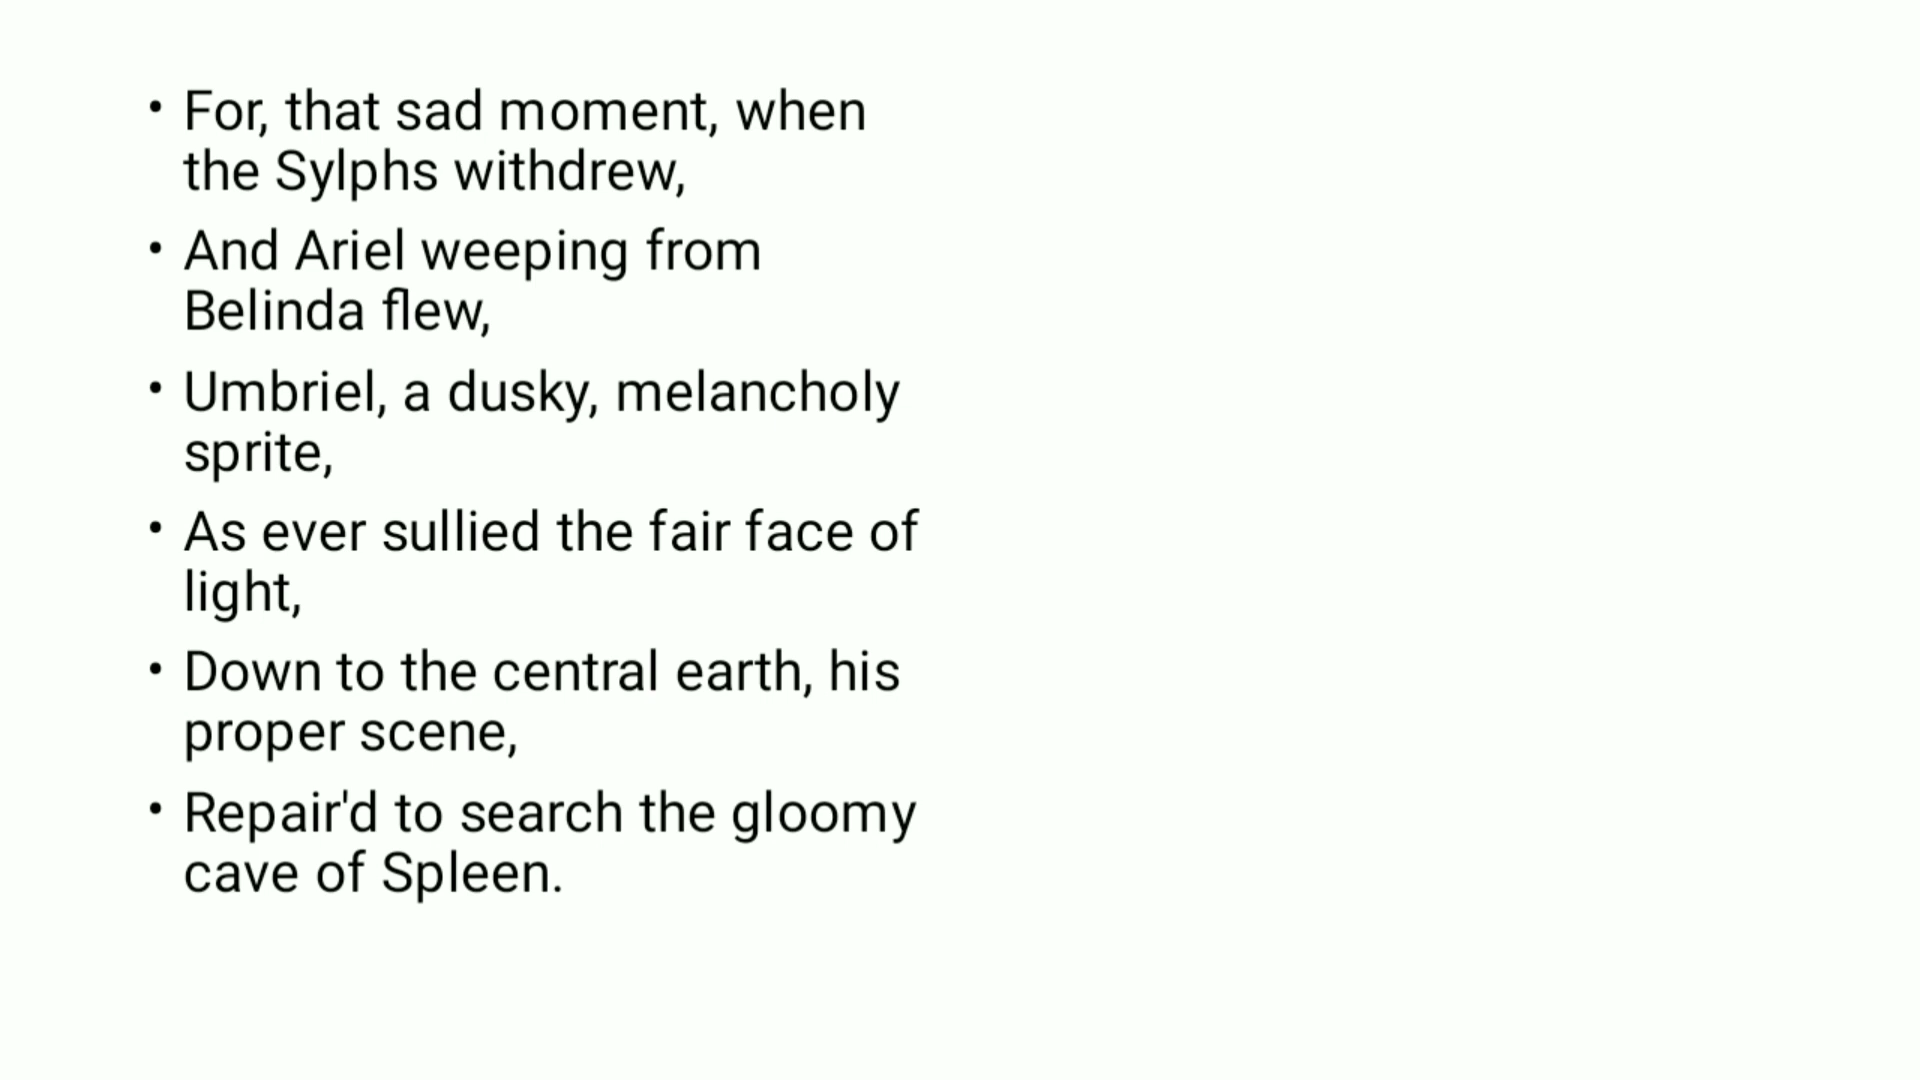 • For, that sad moment, when
the Sylphs withdrew,
• And Ariel weeping from
Belinda flew,
• Umbriel, a dusky, melancholy
sprite,
• As ever sullied the fair face of
light,
• Down to the central earth, his
proper scene,
• Repair'd to search the gloomy
cave of Spleen.